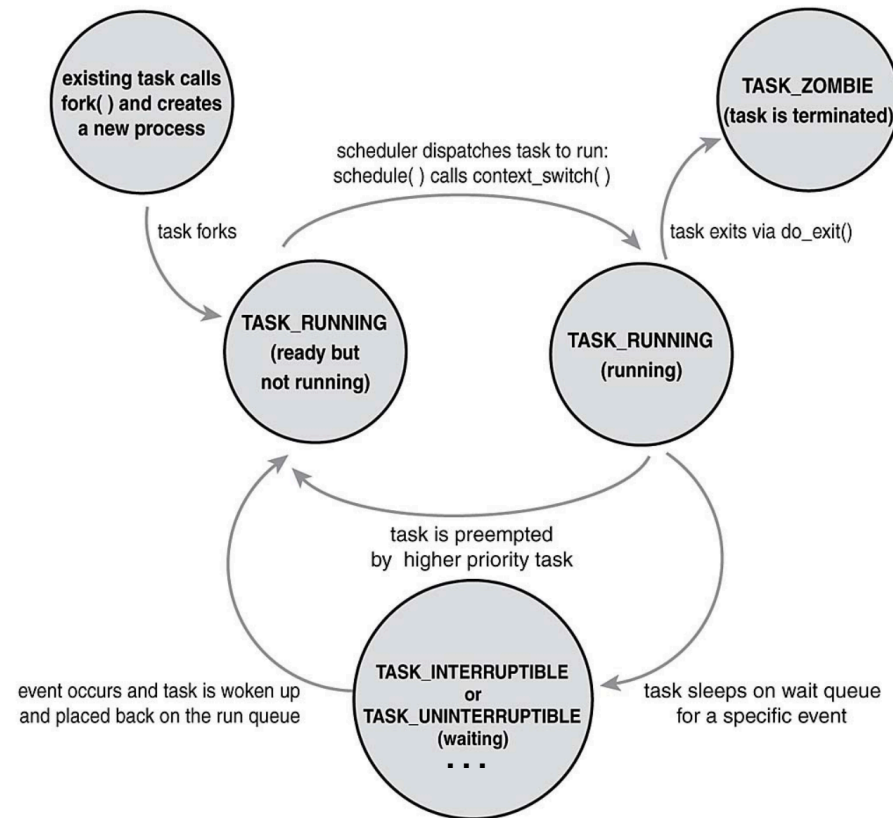 existing task calls
fork( ) and creates
a new process
TASK_ZOMBIE
(task is terminated)
scheduler dispatches task to run:
schedule( ) calls context_switch( )
task forks
task exits via do_exit()
TASK_RUNNING
(ready but
not running)
TASK_RUNNING
(running)
task is preempted
by higher priority task
event occurs and task is woken up
and placed back on the run queue
TASK_INTERRUPTIBLE
or
TASK_UNINTERRUPTIBLE
(waiting)
...
task sleeps on wait queue
for a specific event